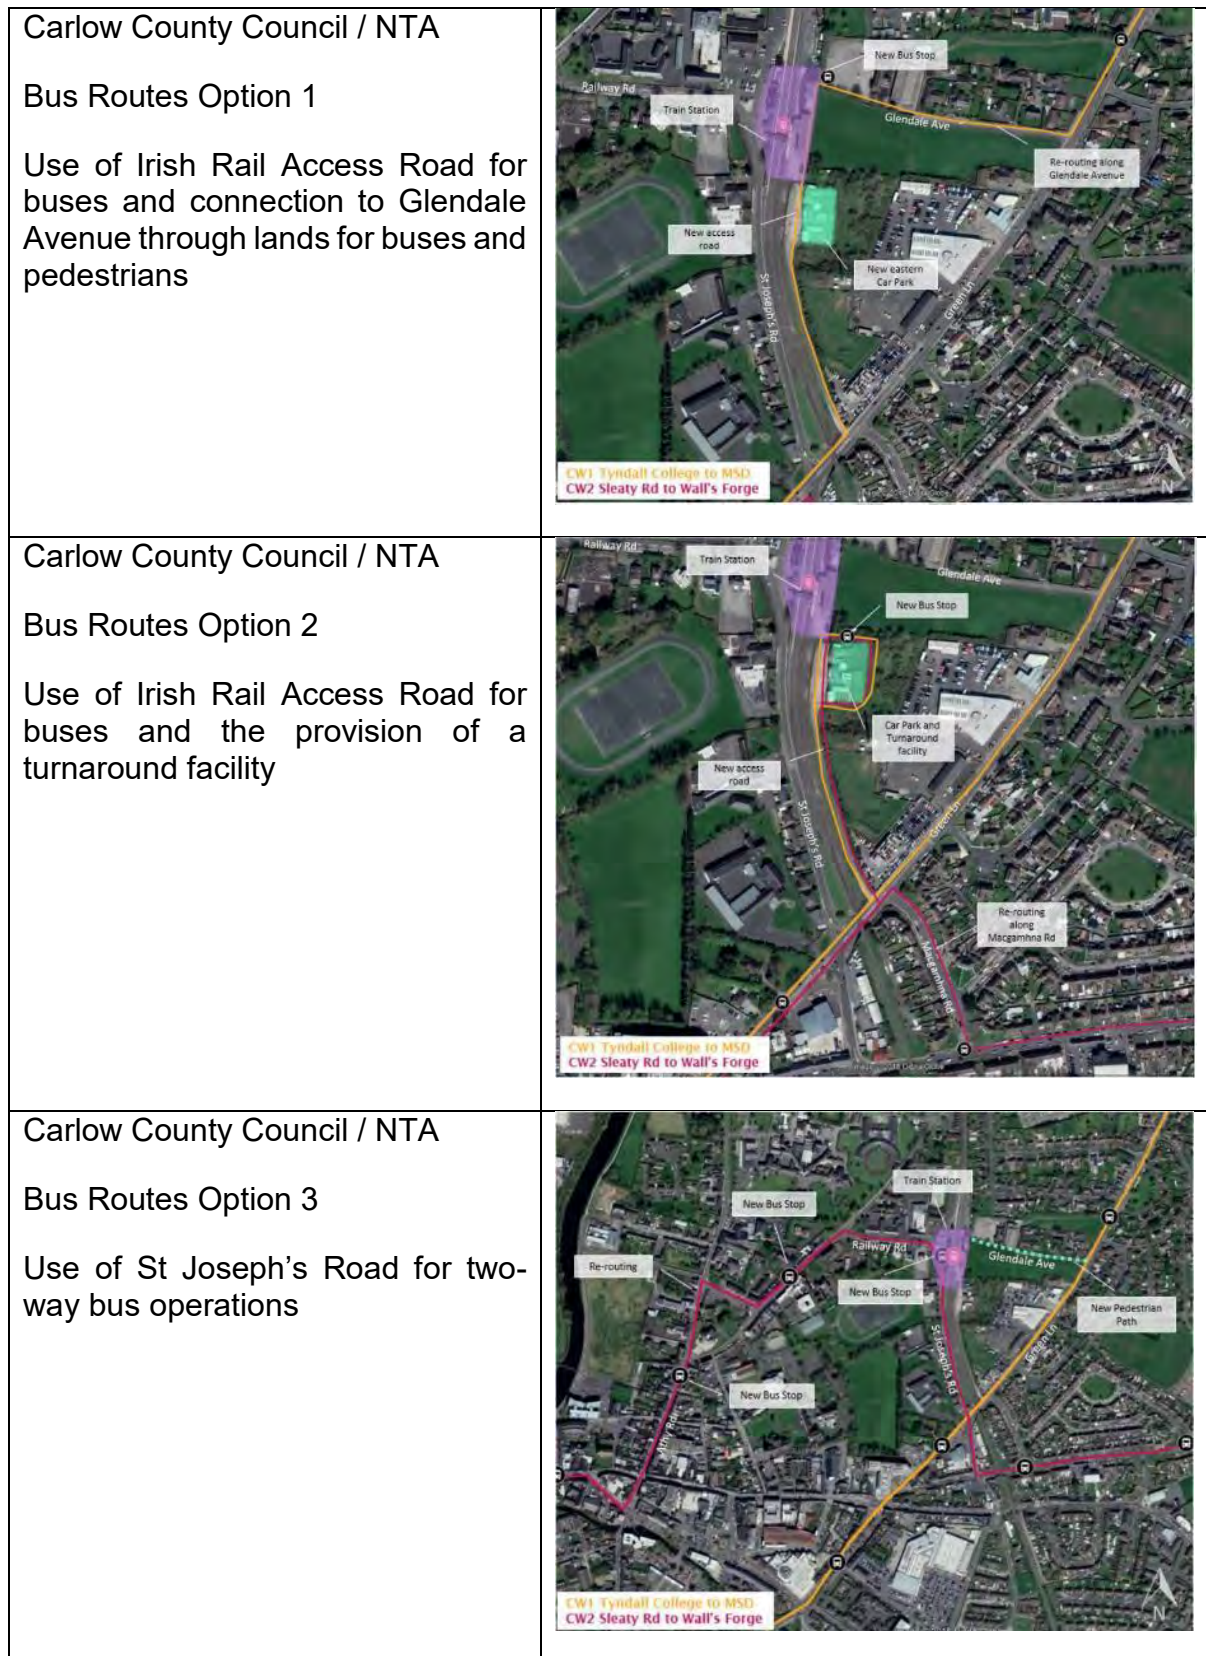 Carlow County Council / NTA
Bus Routes Option 1
Use of Irish Rail Access Road for
buses and connection to Glendale
Avenue through lands for buses and
pedestrians
New Bus Stop
Railway Rd
Train Station
Glendale Ave
Re-routing along
Glendale Avenue
New access
road
New eastern
Car Park
St Joseph's Rd
Green Ln
CW1 Tyndall College to MSD
CW2 Sleaty Rd to Wall's Forge
N
Carlow County Council / NTA
Bus Routes Option 2
Use of Irish Rail Access Road for
buses and the provision of a
turnaround facility
Railway Rd
Train Station
Glendale Ave
New Bus Stop
Car Park and
Turnaround
facility
New access
road
St Joseph's Rd
Green Ln
Re-routing
along
Macgamhna Rd
Macgamhna Rd
CW1 Tyndall College to MSD
CW2 Sleaty Rd to Wall's Forge
Carlow County Council / NTA
Bus Routes Option 3
Use of St Joseph's Road for two-
way bus operations
Train Station
New Bus Stop
Railway Rd
Glendale Ave
Re-routing
New Bus Stop
New Pedestrian
Path
St Joseph's Rd
Green Ln
New Bus Stop
Athy Rd
CW1 Tyndall College to MSD
CW2 Sleaty Rd to Wall's Forge
N